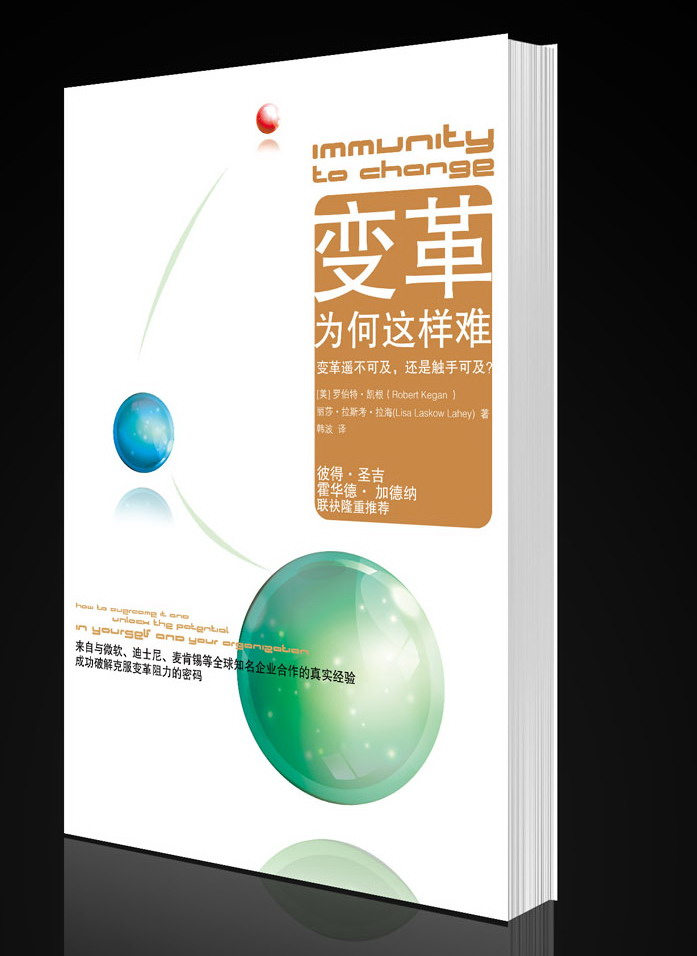 immunity
to change
变革
为何这样难
变革遥不可及，还是触手可及?
[美] 罗伯特·凯根 ( Robert Kegan )
丽莎·拉斯考·拉海(Lisa Laskow Lahey) 著
韩波 译
彼得·圣吉
霍华德· 加德纳
联袂隆重推荐
how to overcome it and
unlock the potential
in yourself and your organization
来自与微软、迪士尼、麦肯锡等全球知名企业合作的真实经验
成功破解克服变革阻力的密码